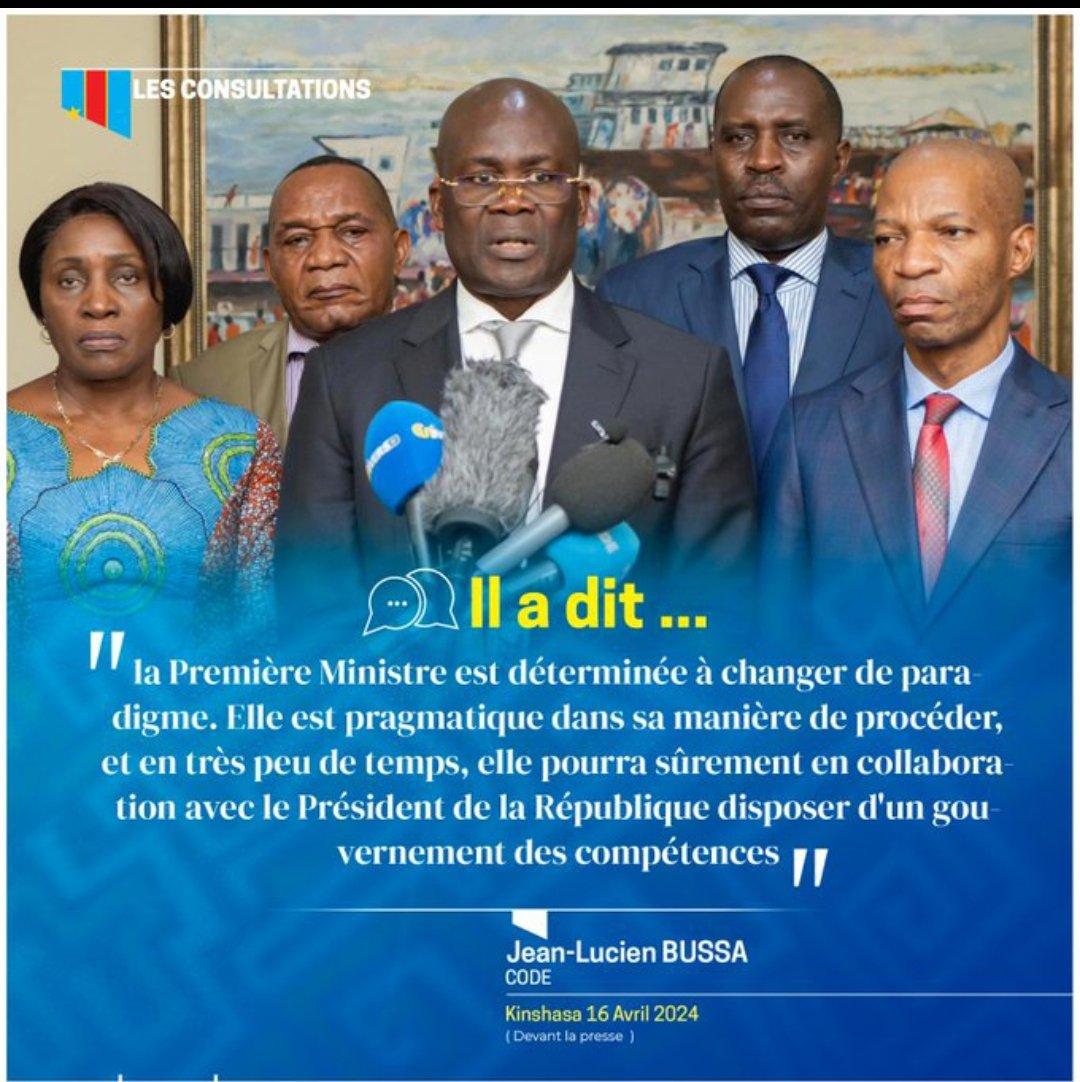 LES CONSULTATIONS
Il a dit ...
" la Première Ministre est déterminée à changer de para-
digme. Elle est pragmatique dans sa manière de procéder,
et en très peu de temps, elle pourra sûrement en collabora-
tion avec le Président de la République disposer d'un gou-
vernement des compétences "
Jean-Lucien BUSSA
CODE
Kinshasa 16 Avril 2024
( Devant la presse )